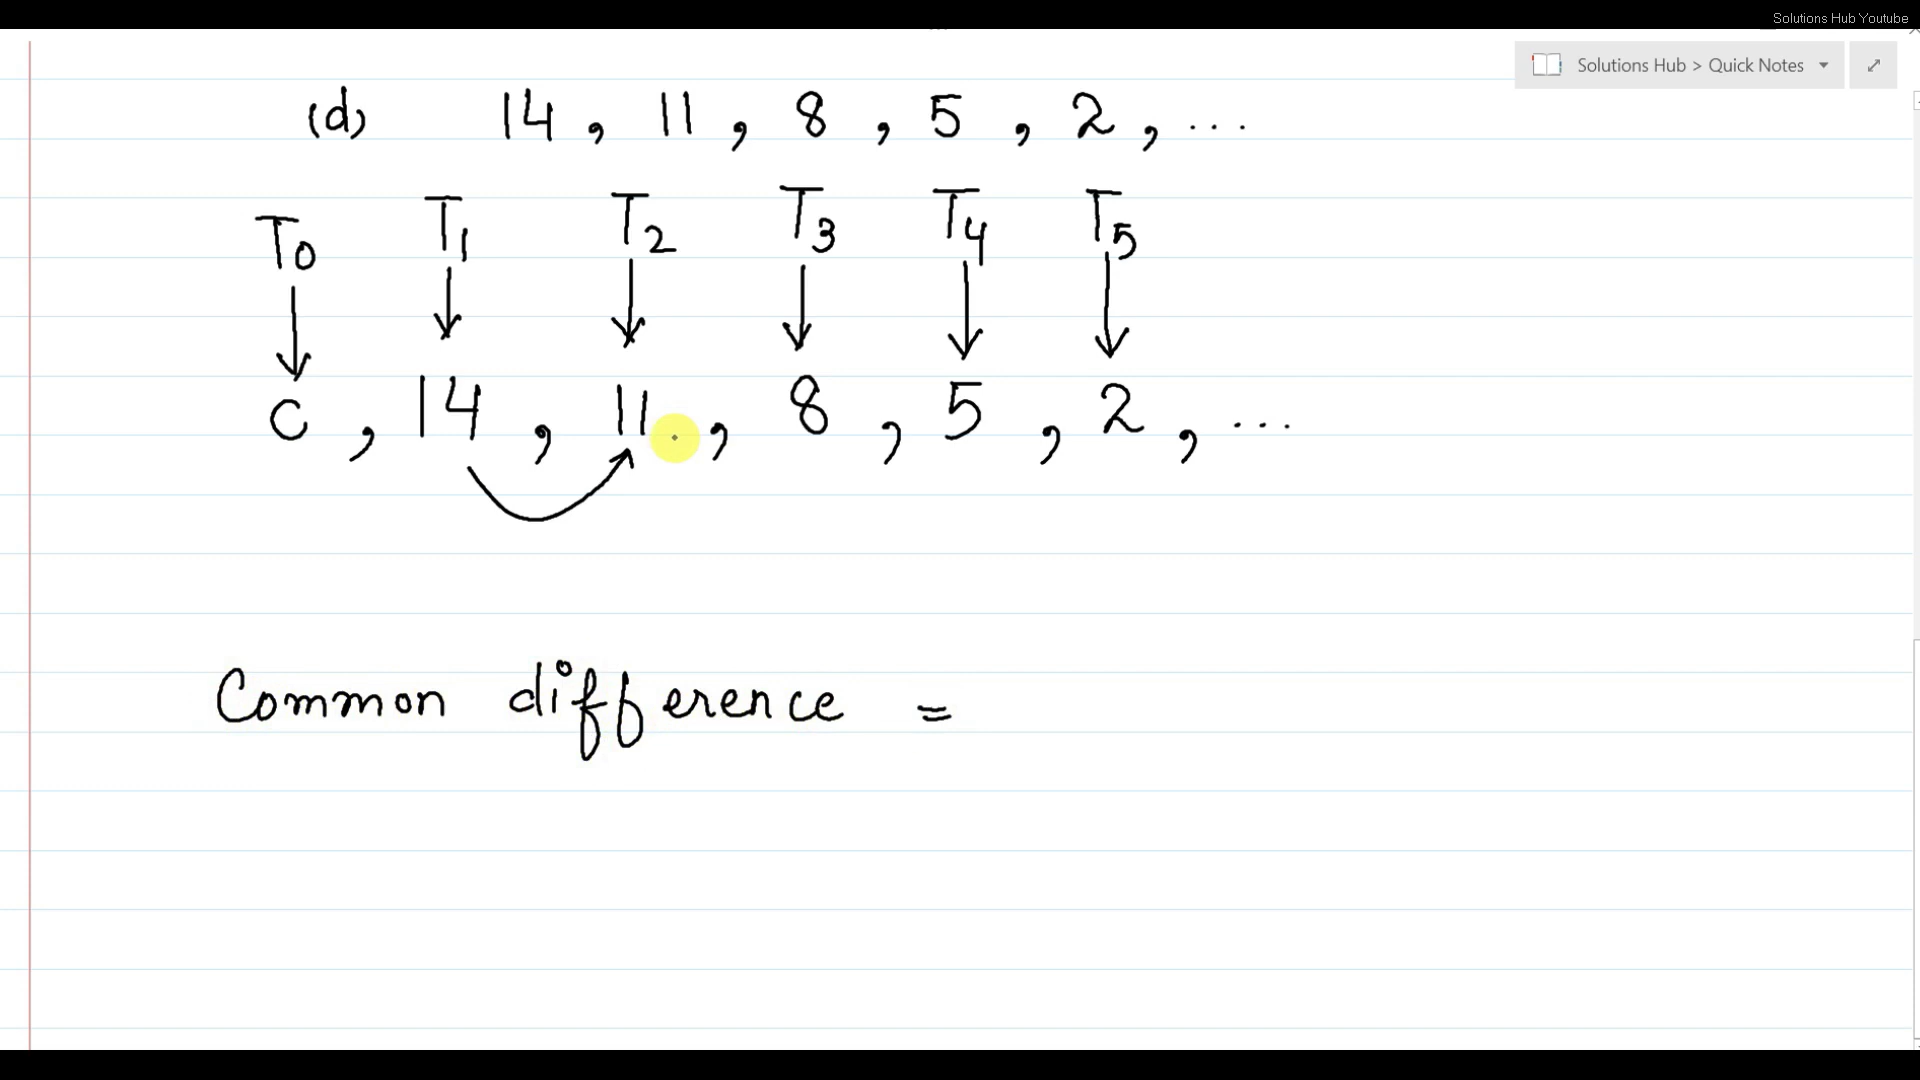 Solutions Hub Youtube
Solutions Hub > Quick Notes
(d) 14 , 11 , 8 , 5 , 2 , ...
T0 T1 T2 T3 T4 T5
C , 14 , 11 , 8 , 5 , 2 , ...
Common difference =